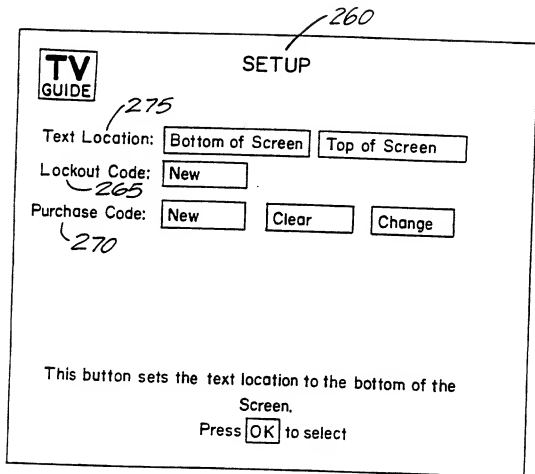 260
TV
GUIDE
SETUP
275
Text Location: Bottom of Screen Top of Screen
Lockout Code: New
265
Purchase Code: New Clear Change
270
This button sets the text location to the bottom of the
Screen.
Press OK to select